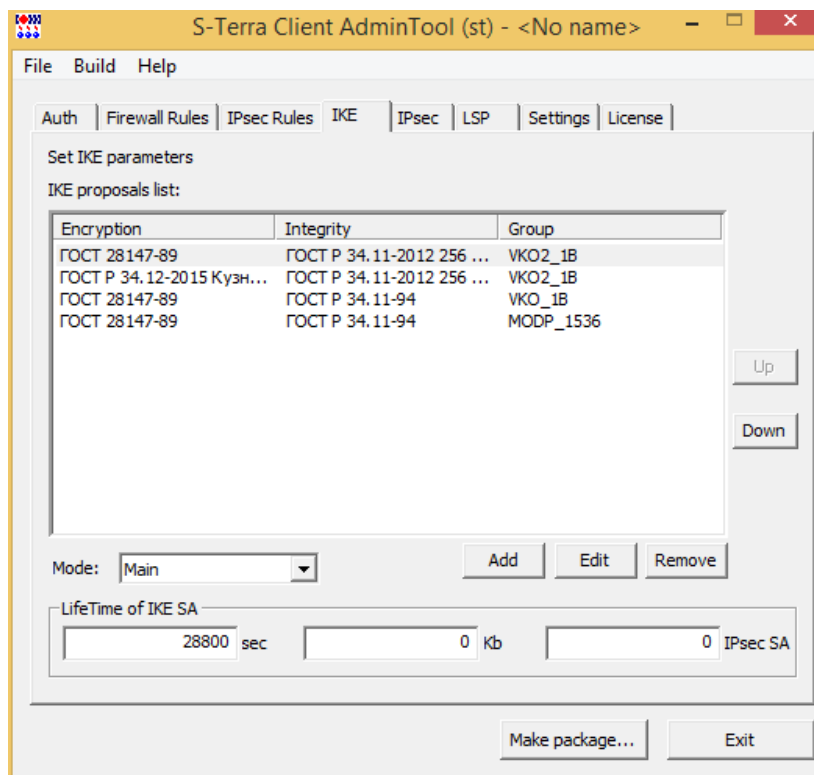 S-Terra Client AdminTool (st) - <No name>
File Build Help
Auth Firewall Rules IPsec Rules IKE IPsec LSP Settings License
Set IKE parameters
IKE proposals list:
Encryption Integrity Group
ГОСТ 28147-89 ГОСТ Р 34.11-2012 256 ... VKO2_1B
ГОСТ Р 34.12-2015 Кузн... ГОСТ Р 34.11-2012 256 ... VKO2_1B
ГОСТ 28147-89 ГОСТ Р 34.11-94 VKO_1B
ГОСТ 28147-89 ГОСТ Р 34.11-94 MODP_1536
Up
Down
Add Edit Remove
Mode: Main
LifeTime of IKE SA
28800 sec 0 Kb 0 IPsec SA
Make package... Exit